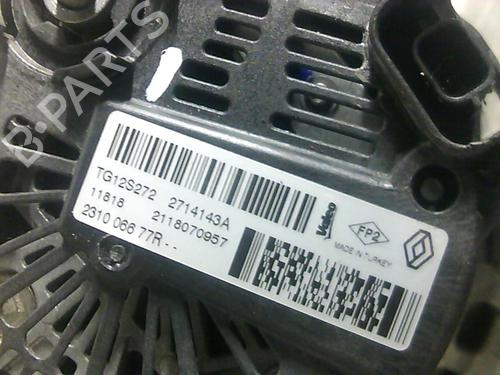 B-PARTS
TG12S272 2714143A
11818 2118070957
2310 066 77R--
Valeo
FP2
MADE IN TURKEY